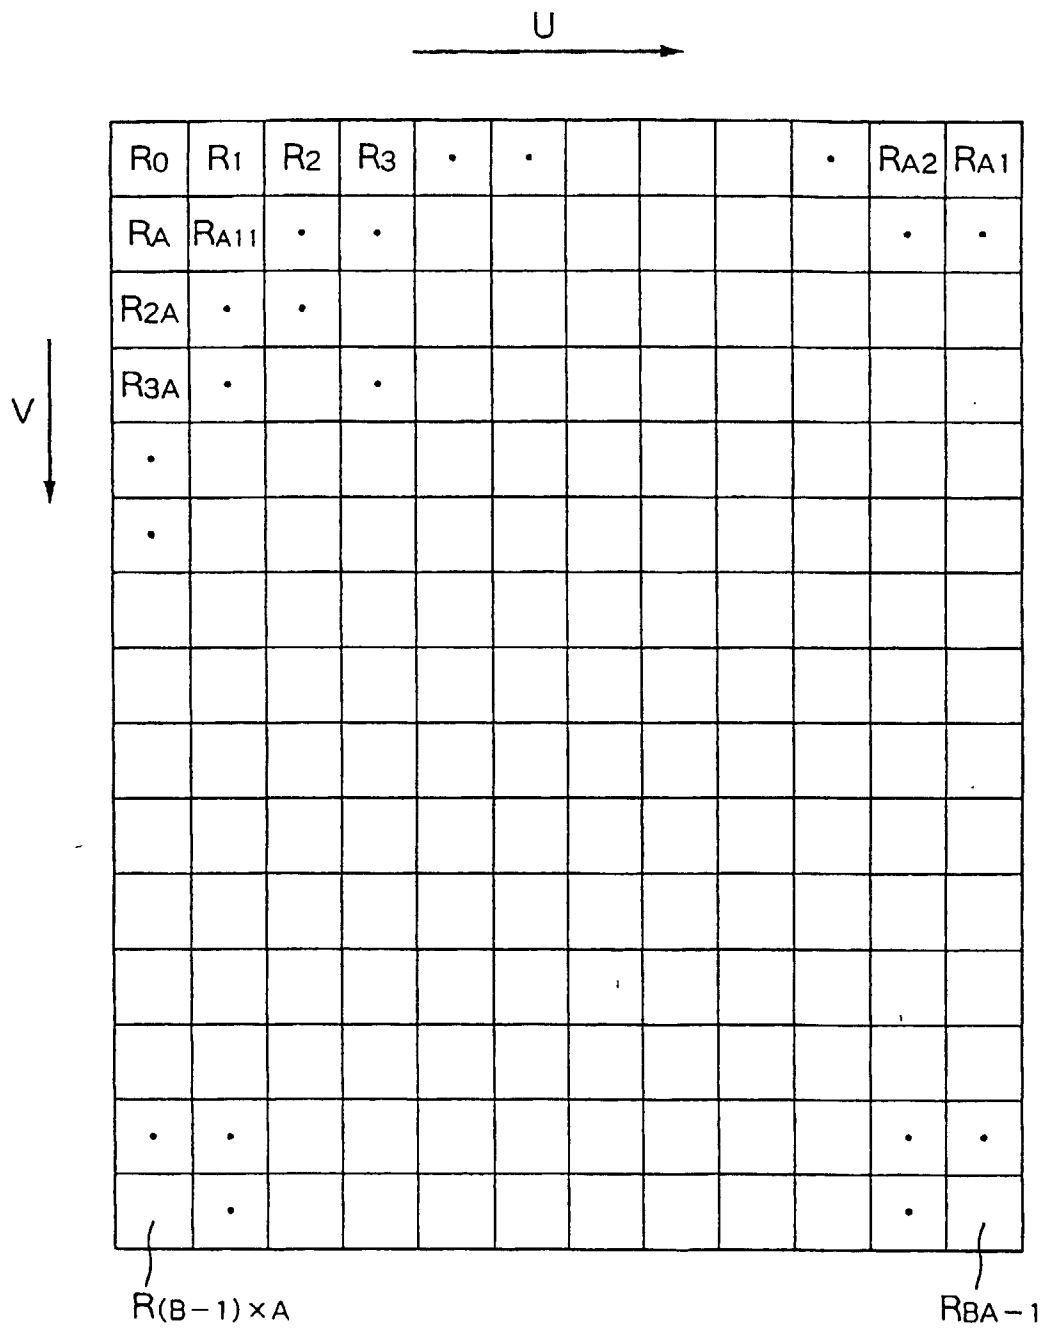 U
R0 R1 R2 R3 • • • RA2 RA1
RA RA11 • • • •
R2A • •
V
R3A • •
•
•
• • • •
• •
R(B-1)×A RBA-1